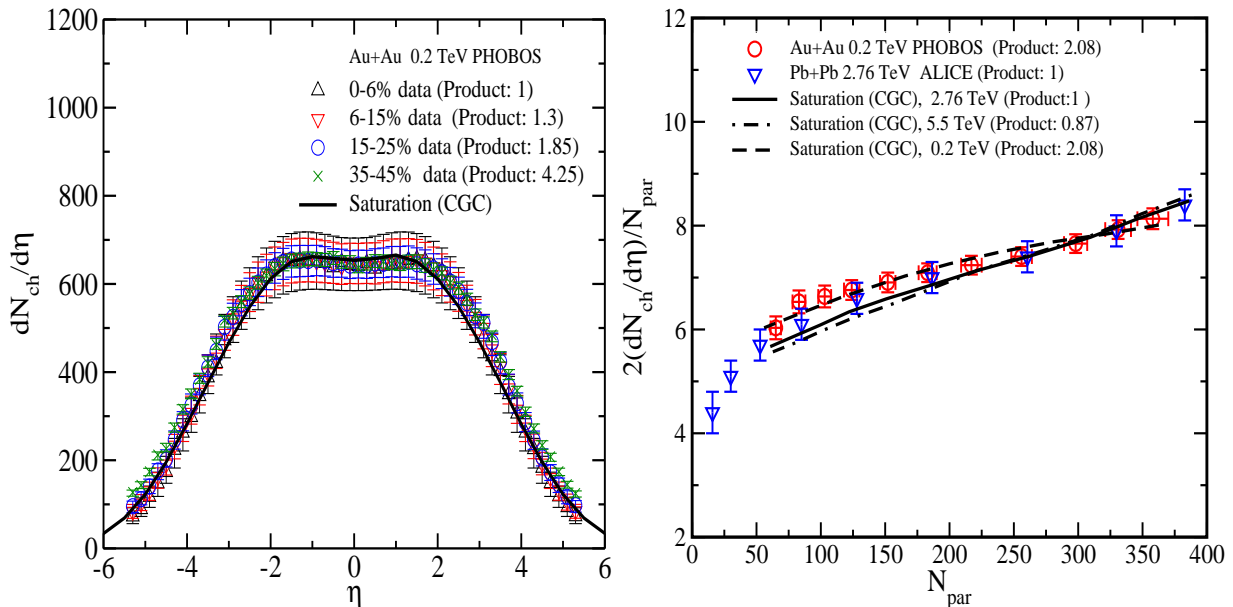 1200
1000
800
600
400
200
0
-6
-4
-2
0
2
4
6
η
dN_ch/dη
Au+Au 0.2 TeV PHOBOS
0-6% data (Product: 1)
6-15% data (Product: 1.3)
15-25% data (Product: 1.85)
35-45% data (Product: 4.25)
Saturation (CGC)
12
10
8
6
4
2
0
50
100
150
200
250
300
350
400
N_par
2(dN_ch/dη)/N_par
Au+Au 0.2 TeV PHOBOS (Product: 2.08)
Pb+Pb 2.76 TeV ALICE (Product: 1)
Saturation (CGC), 2.76 TeV (Product:1 )
Saturation (CGC), 5.5 TeV (Product: 0.87)
Saturation (CGC), 0.2 TeV (Product: 2.08)